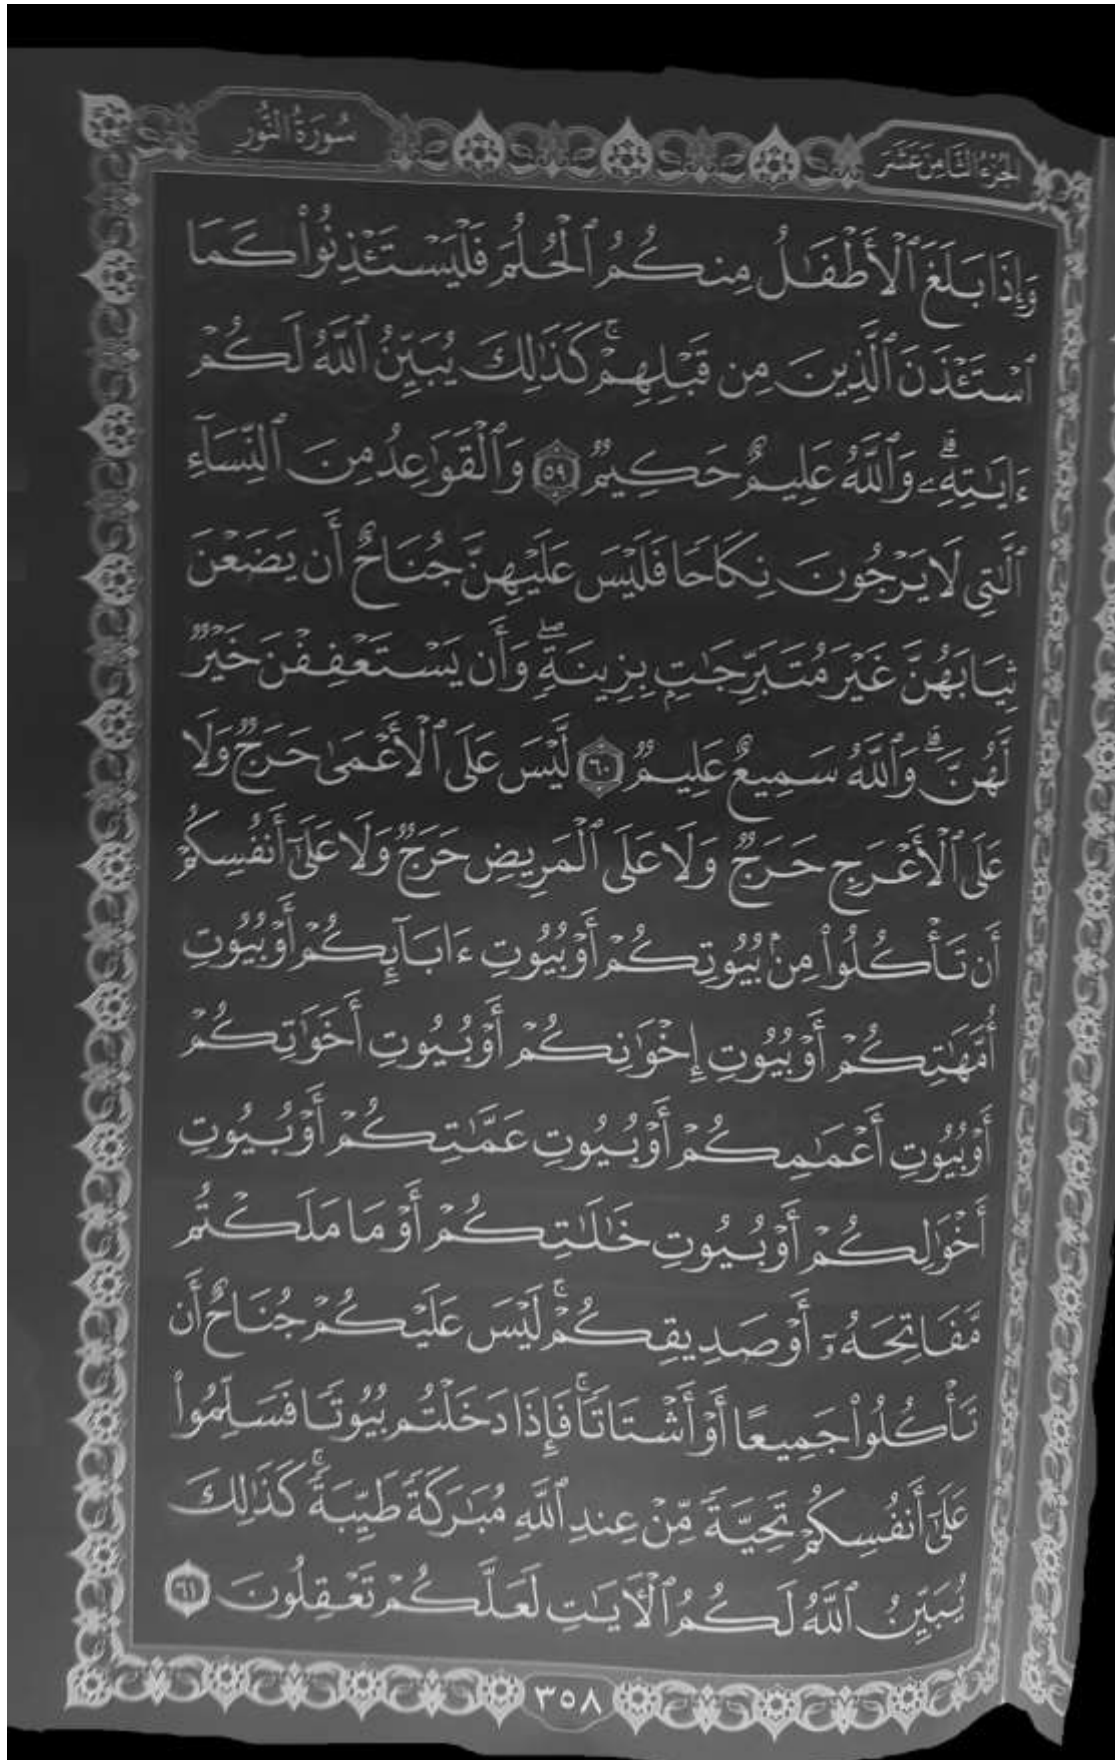 الجزء الثامن عشر
سورة النور
وَإِذَا بَلَغَ ٱلْأَطْفَٰلُ مِنكُمُ ٱلْحُلُمَ فَلْيَسْتَـْٔذِنُوا۟ كَمَا
ٱسْتَـْٔذَنَ ٱلَّذِينَ مِن قَبْلِهِمْ ۚ كَذَٰلِكَ يُبَيِّنُ ٱللَّهُ لَكُمْ
ءَايَٰتِهِۦ ۗ وَٱللَّهُ عَلِيمٌ حَكِيمٌ ٥٩ وَٱلْقَوَٰعِدُ مِنَ ٱلنِّسَآءِ
ٱلَّٰتِى لَا يَرْجُونَ نِكَاحًا فَلَيْسَ عَلَيْهِنَّ جُنَاحٌ أَن يَضَعْنَ
ثِيَابَهُنَّ غَيْرَ مُتَبَرِّجَٰتٍۭ بِزِينَةٍ ۖ وَأَن يَسْتَعْفِفْنَ خَيْرٌ
لَّهُنَّ ۗ وَٱللَّهُ سَمِيعٌ عَلِيمٌ ٦٠ لَّيْسَ عَلَى ٱلْأَعْمَىٰ حَرَجٌ وَلَا
عَلَى ٱلْأَعْرَجِ حَرَجٌ وَلَا عَلَى ٱلْمَرِيضِ حَرَجٌ وَلَا عَلَىٰٓ أَنفُسِكُمْ
أَن تَأْكُلُوا۟ مِنۢ بُيُوتِكُمْ أَوْ بُيُوتِ ءَابَآئِكُمْ أَوْ بُيُوتِ
أُمَّهَٰتِكُمْ أَوْ بُيُوتِ إِخْوَٰنِكُمْ أَوْ بُيُوتِ أَخَوَٰتِكُمْ
أَوْ بُيُوتِ أَعْمَٰمِكُمْ أَوْ بُيُوتِ عَمَّٰتِكُمْ أَوْ بُيُوتِ
أَخْوَٰلِكُمْ أَوْ بُيُوتِ خَٰلَٰتِكُمْ أَوْ مَا مَلَكْتُم
مَّفَاتِحَهُۥٓ أَوْ صَدِيقِكُمْ ۚ لَيْسَ عَلَيْكُمْ جُنَاحٌ أَن
تَأْكُلُوا۟ جَمِيعًا أَوْ أَشْتَاتًا ۚ فَإِذَا دَخَلْتُم بُيُوتًا فَسَلِّمُوا۟
عَلَىٰٓ أَنفُسِكُمْ تَحِيَّةً مِّنْ عِندِ ٱللَّهِ مُبَٰرَكَةً طَيِّبَةً ۚ كَذَٰلِكَ
يُبَيِّنُ ٱللَّهُ لَكُمُ ٱلْـَٔايَٰتِ لَعَلَّكُمْ تَعْقِلُونَ ٦١
٣٥٨